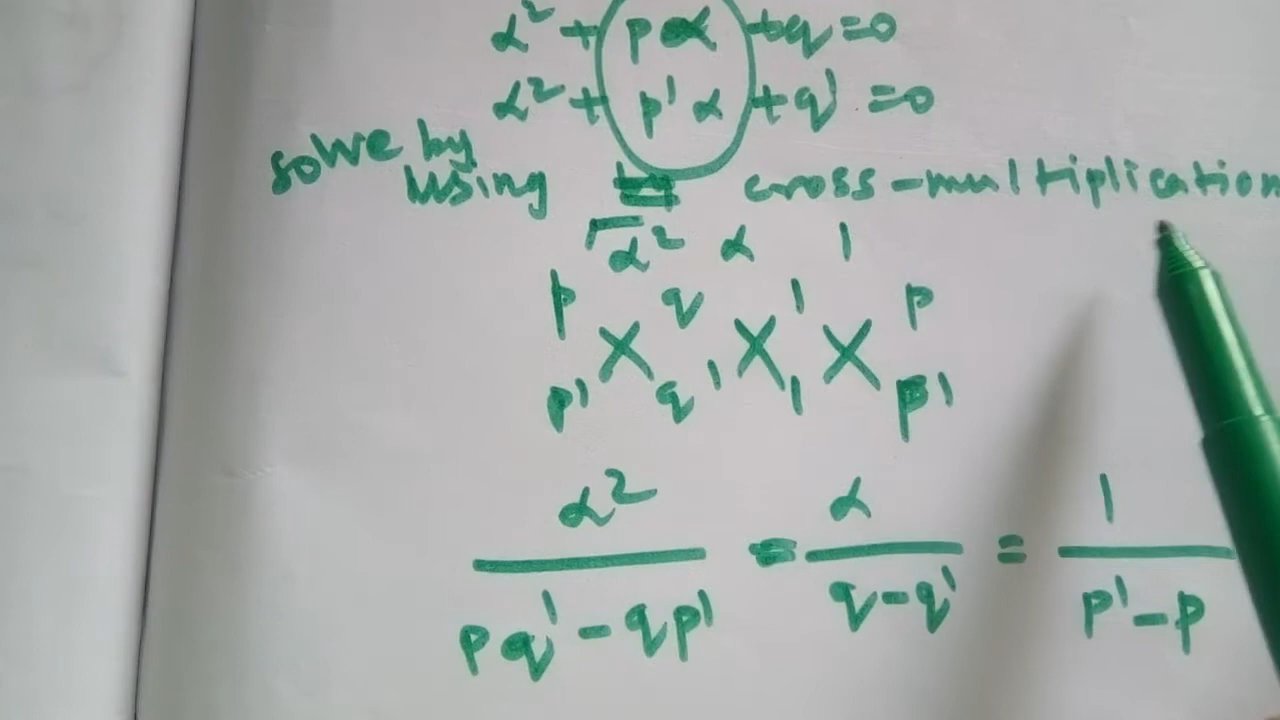 α² + pα + q = 0
α² + p' α + q' = 0
solve by
using cross-multiplication
α² α 1
p q 1 p
p' q' 1 p'
α² / pq' - qp' = α / q - q' = 1 / p' - p